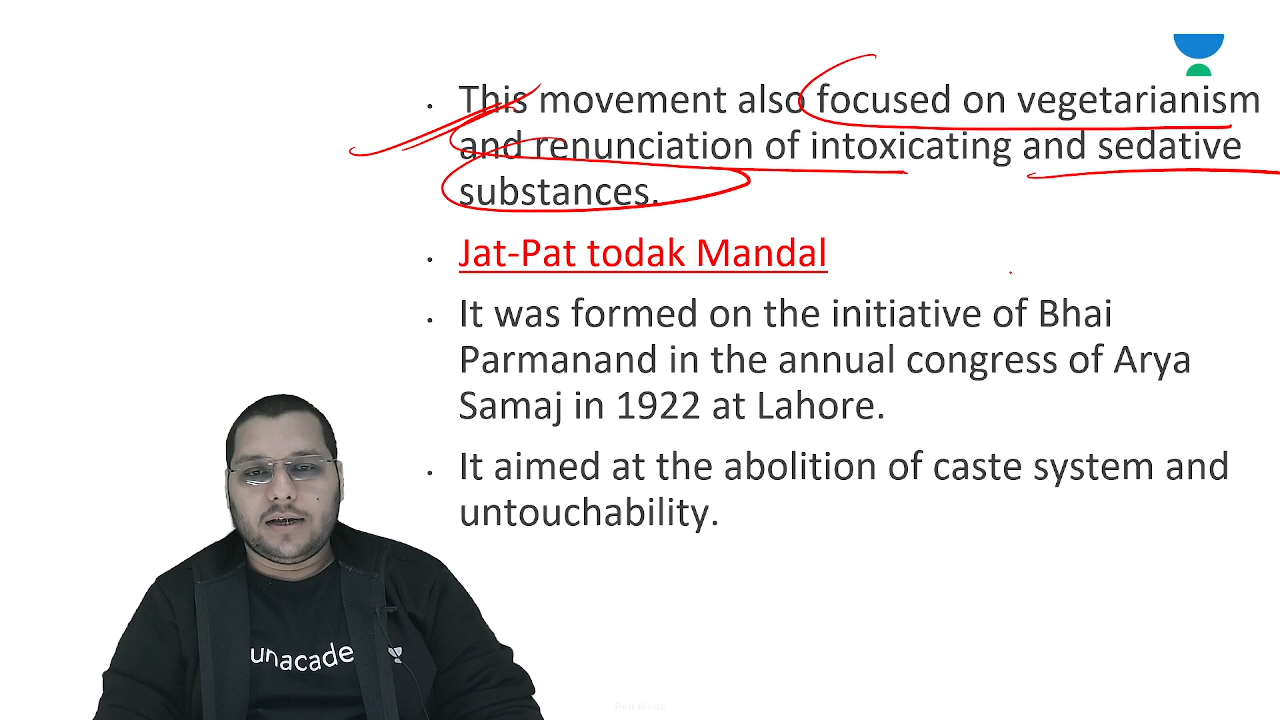 This movement also focused on vegetarianism
and renunciation of intoxicating and sedative
substances.
Jat-Pat todak Mandal
It was formed on the initiative of Bhai
Parmanand in the annual congress of Arya
Samaj in 1922 at Lahore.
It aimed at the abolition of caste system and
untouchability.
unacade
Pen Mode